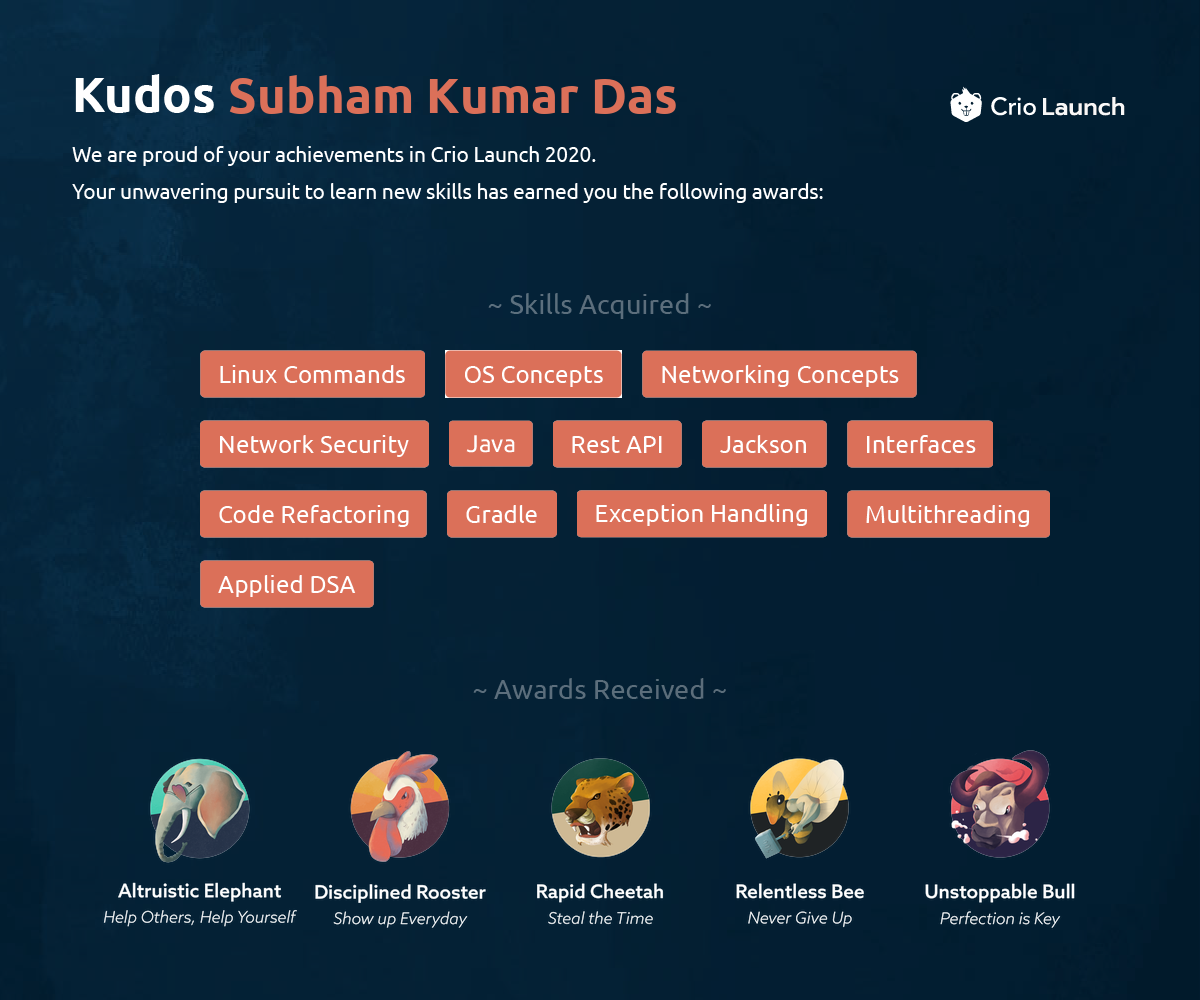 Kudos Subham Kumar Das
Crio Launch
We are proud of your achievements in Crio Launch 2020.
Your unwavering pursuit to learn new skills has earned you the following awards:
~ Skills Acquired ~
Linux Commands OS Concepts Networking Concepts
Network Security Java Rest API Jackson Interfaces
Code Refactoring Gradle Exception Handling Multithreading
Applied DSA
~ Awards Received ~
Altruistic Elephant Disciplined Rooster Rapid Cheetah Relentless Bee Unstoppable Bull
Help Others, Help Yourself Show up Everyday Steal the Time Never Give Up Perfection is Key